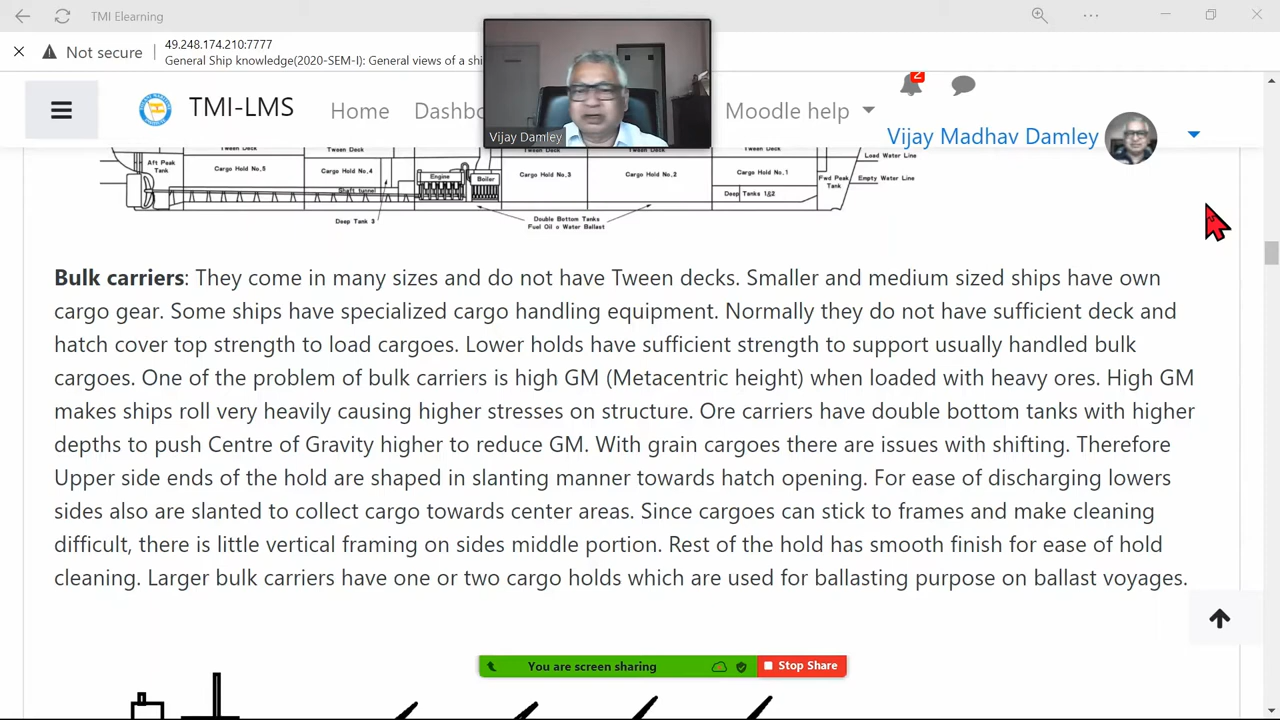 TMI Elearning
Not secure
49.248.174.210:7777
General Ship knowledge(2020-SEM-I): General views of a shi
TMI-LMS
Home
Dashbo
Moodle help
2
Vijay Madhav Damley
Vijay Damley
Tween Deck
Tween Deck
Tween Deck
Tween Deck
Load Water Line
Aft Peak
Tank
Cargo Hold No.5
Cargo Hold No.4
Engine
Boiler
Cargo Hold No.3
Cargo Hold No.2
Cargo Hold No.1
Fwd Peak
Tank
Empty Water Line
Shaft tunnel
Deep Tanks 1&2
Deep Tank 3
Double Bottom Tanks
Fuel Oil o Water Ballast
Bulk carriers: They come in many sizes and do not have Tween decks. Smaller and medium sized ships have own
cargo gear. Some ships have specialized cargo handling equipment. Normally they do not have sufficient deck and
hatch cover top strength to load cargoes. Lower holds have sufficient strength to support usually handled bulk
cargoes. One of the problem of bulk carriers is high GM (Metacentric height) when loaded with heavy ores. High GM
makes ships roll very heavily causing higher stresses on structure. Ore carriers have double bottom tanks with higher
depths to push Centre of Gravity higher to reduce GM. With grain cargoes there are issues with shifting. Therefore
Upper side ends of the hold are shaped in slanting manner towards hatch opening. For ease of discharging lowers
sides also are slanted to collect cargo towards center areas. Since cargoes can stick to frames and make cleaning
difficult, there is little vertical framing on sides middle portion. Rest of the hold has smooth finish for ease of hold
cleaning. Larger bulk carriers have one or two cargo holds which are used for ballasting purpose on ballast voyages.
You are screen sharing
Stop Share